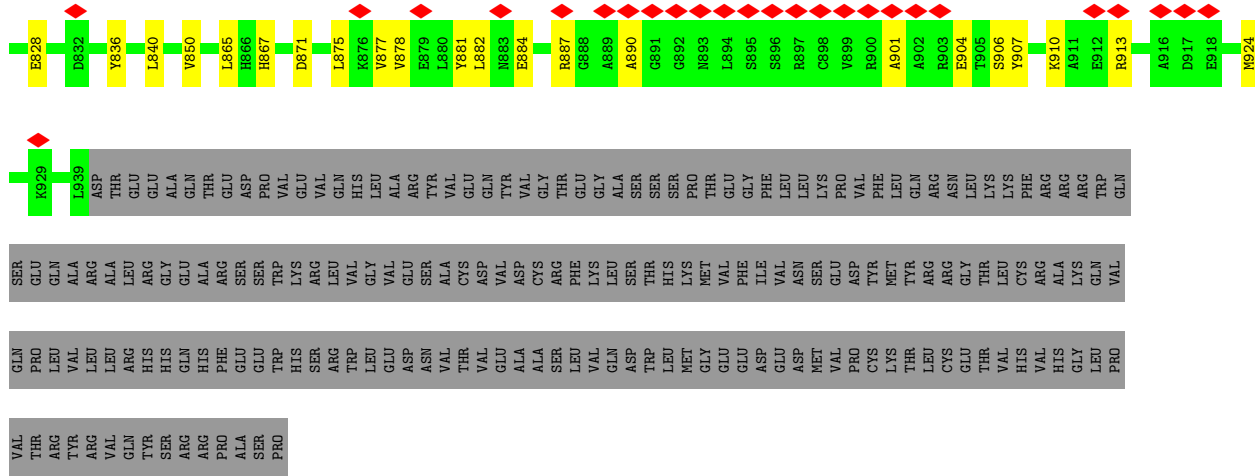 E828 D832 Y836 L840 V850 L865 H866 H867 D871 L875 K876 V877 V878 E879 L880 Y881 L882 N883 E884 R887 G888 A889 A890 G891 G892 N893 L894 S895 S896 R897 C898 V899 R900 A901 A902 R903 E904 T905 S906 Y907 K910 A911 E912 R913 A916 D917 E918 M924
K929 L939 ASP THR GLU GLU ALA GLN THR GLU ASP PRO VAL GLU VAL GLN HIS LEU ALA ARG TYR VAL GLU GLN TYR VAL GLY THR GLU GLY ALA SER SER SER PRO THR GLU GLY PHE LEU LEU LYS PRO VAL PHE LEU GLN ARG ASN LEU LYS LYS PHE ARG ARG ARG TRP GLN
SER GLU GLN ALA ARG ALA LEU ARG GLY GLU ALA ARG SER SER TRP LYS ARG LEU VAL GLY VAL GLU SER ALA CYS ASP VAL ASP CYS ARG PHE LYS LEU SER THR HIS LYS MET VAL PHE ILE VAL ASN SER GLU ASP TYR MET TYR ARG ARG GLY THR LEU CYS ARG ALA LYS GLN VAL
GLN PRO LEU VAL LEU LEU ARG HIS HIS GLN HIS PHE GLU GLU TRP HIS SER ARG TRP LEU GLU ASP ASN VAL THR VAL GLU ALA ALA SER LEU VAL GLN ASP TRP LEU MET GLY GLU GLU ASP GLU ASP MET VAL PRO CYS LYS THR LEU CYS GLU THR VAL HIS VAL HIS GLY LEU PRO
VAL THR ARG TYR ARG VAL GLN TYR SER ARG ARG PRO ALA SER PRO